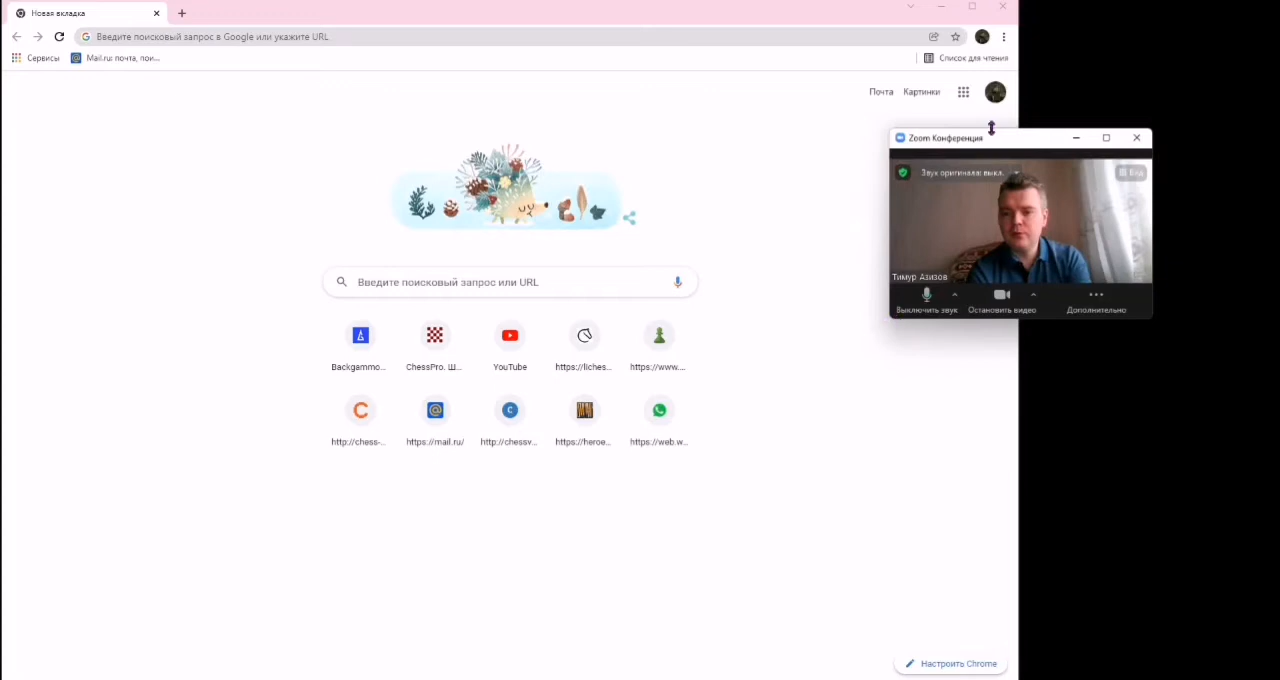 Новая вкладка
Введите поисковый запрос в Google или укажите URL
Сервисы
Mail.ru: почта, пои...
Список для чтения
Почта
Картинки
Zoom Конференция
Звук оригинала: выкл.
Вид
Тимур Азизов
Выключить звук
Остановить видео
Дополнительно
Введите поисковый запрос или URL
Backgammo...
ChessPro. Ш...
YouTube
https://liches...
https://www....
http://chess-...
https://mail.ru/
http://chessv...
https://heroe...
https://web.w...
Настроить Chrome